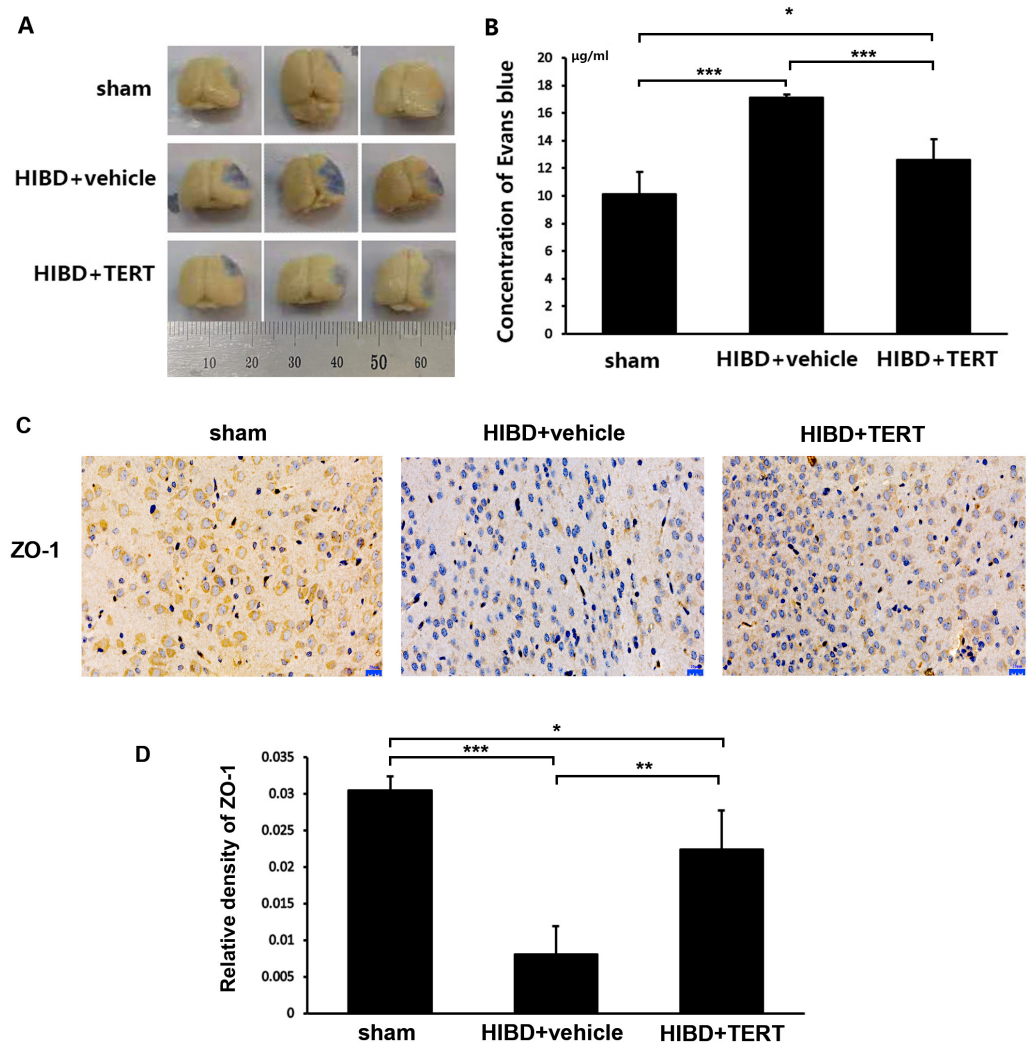 A
sham
HIBD+vehicle
HIBD+TERT
10 20 30 40 50 60
B
*
***
***
µg/ml
Concentration of Evans blue
20
18
16
14
12
10
8
6
4
2
0
sham HIBD+vehicle HIBD+TERT
C
sham HIBD+vehicle HIBD+TERT
ZO-1
D
*
***
**
Relative density of ZO-1
0.035
0.03
0.025
0.02
0.015
0.01
0.005
0
sham HIBD+vehicle HIBD+TERT